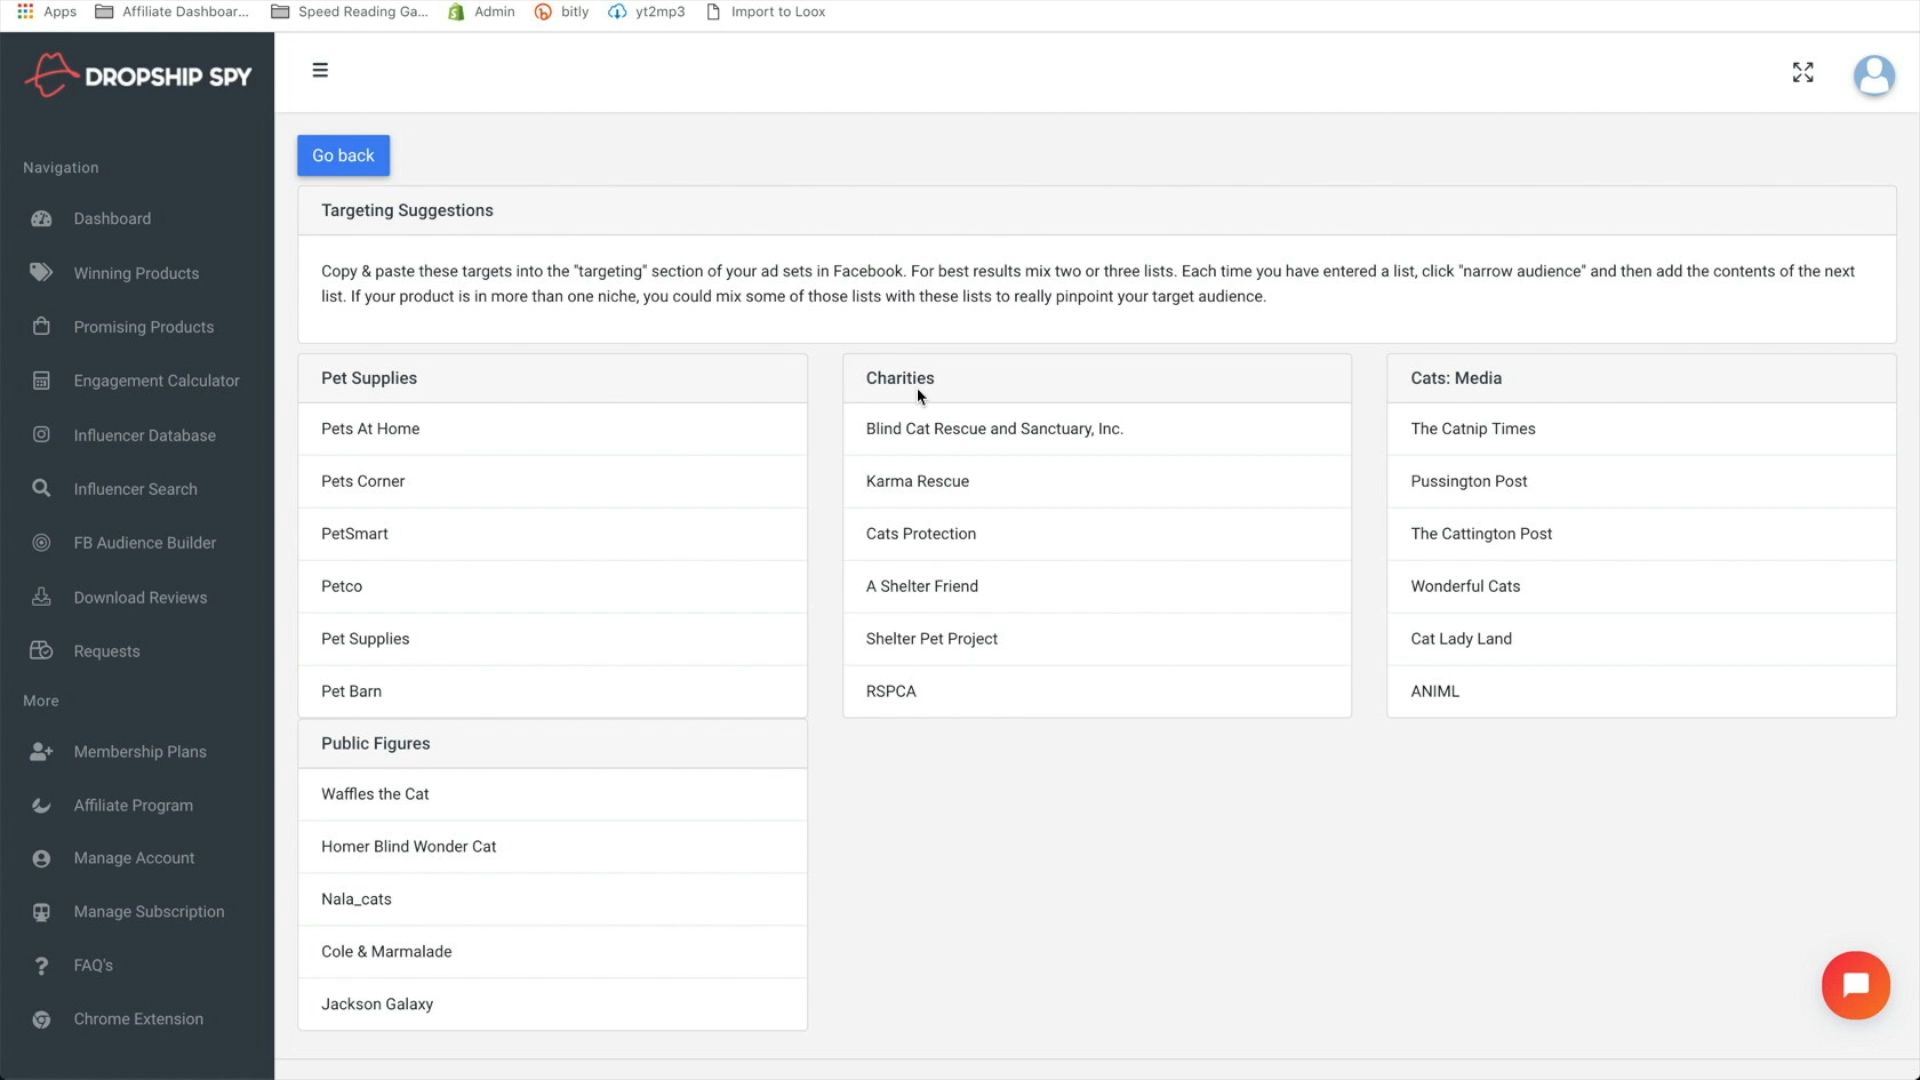 Apps
Affiliate Dashboar...
Speed Reading Ga...
Admin
bitly
yt2mp3
Import to Loox
DROPSHIP SPY
Navigation
Dashboard
Winning Products
Promising Products
Engagement Calculator
Influencer Database
Influencer Search
FB Audience Builder
Download Reviews
Requests
More
Membership Plans
Affiliate Program
Manage Account
Manage Subscription
FAQ's
Chrome Extension
Go back
Targeting Suggestions
Copy & paste these targets into the "targeting" section of your ad sets in Facebook. For best results mix two or three lists. Each time you have entered a list, click "narrow audience" and then add the contents of the next
list. If your product is in more than one niche, you could mix some of those lists with these lists to really pinpoint your target audience.
Pet Supplies
Pets At Home
Pets Corner
PetSmart
Petco
Pet Supplies
Pet Barn
Charities
Blind Cat Rescue and Sanctuary, Inc.
Karma Rescue
Cats Protection
A Shelter Friend
Shelter Pet Project
RSPCA
Cats: Media
The Catnip Times
Pussington Post
The Cattington Post
Wonderful Cats
Cat Lady Land
ANIML
Public Figures
Waffles the Cat
Homer Blind Wonder Cat
Nala_cats
Cole & Marmalade
Jackson Galaxy